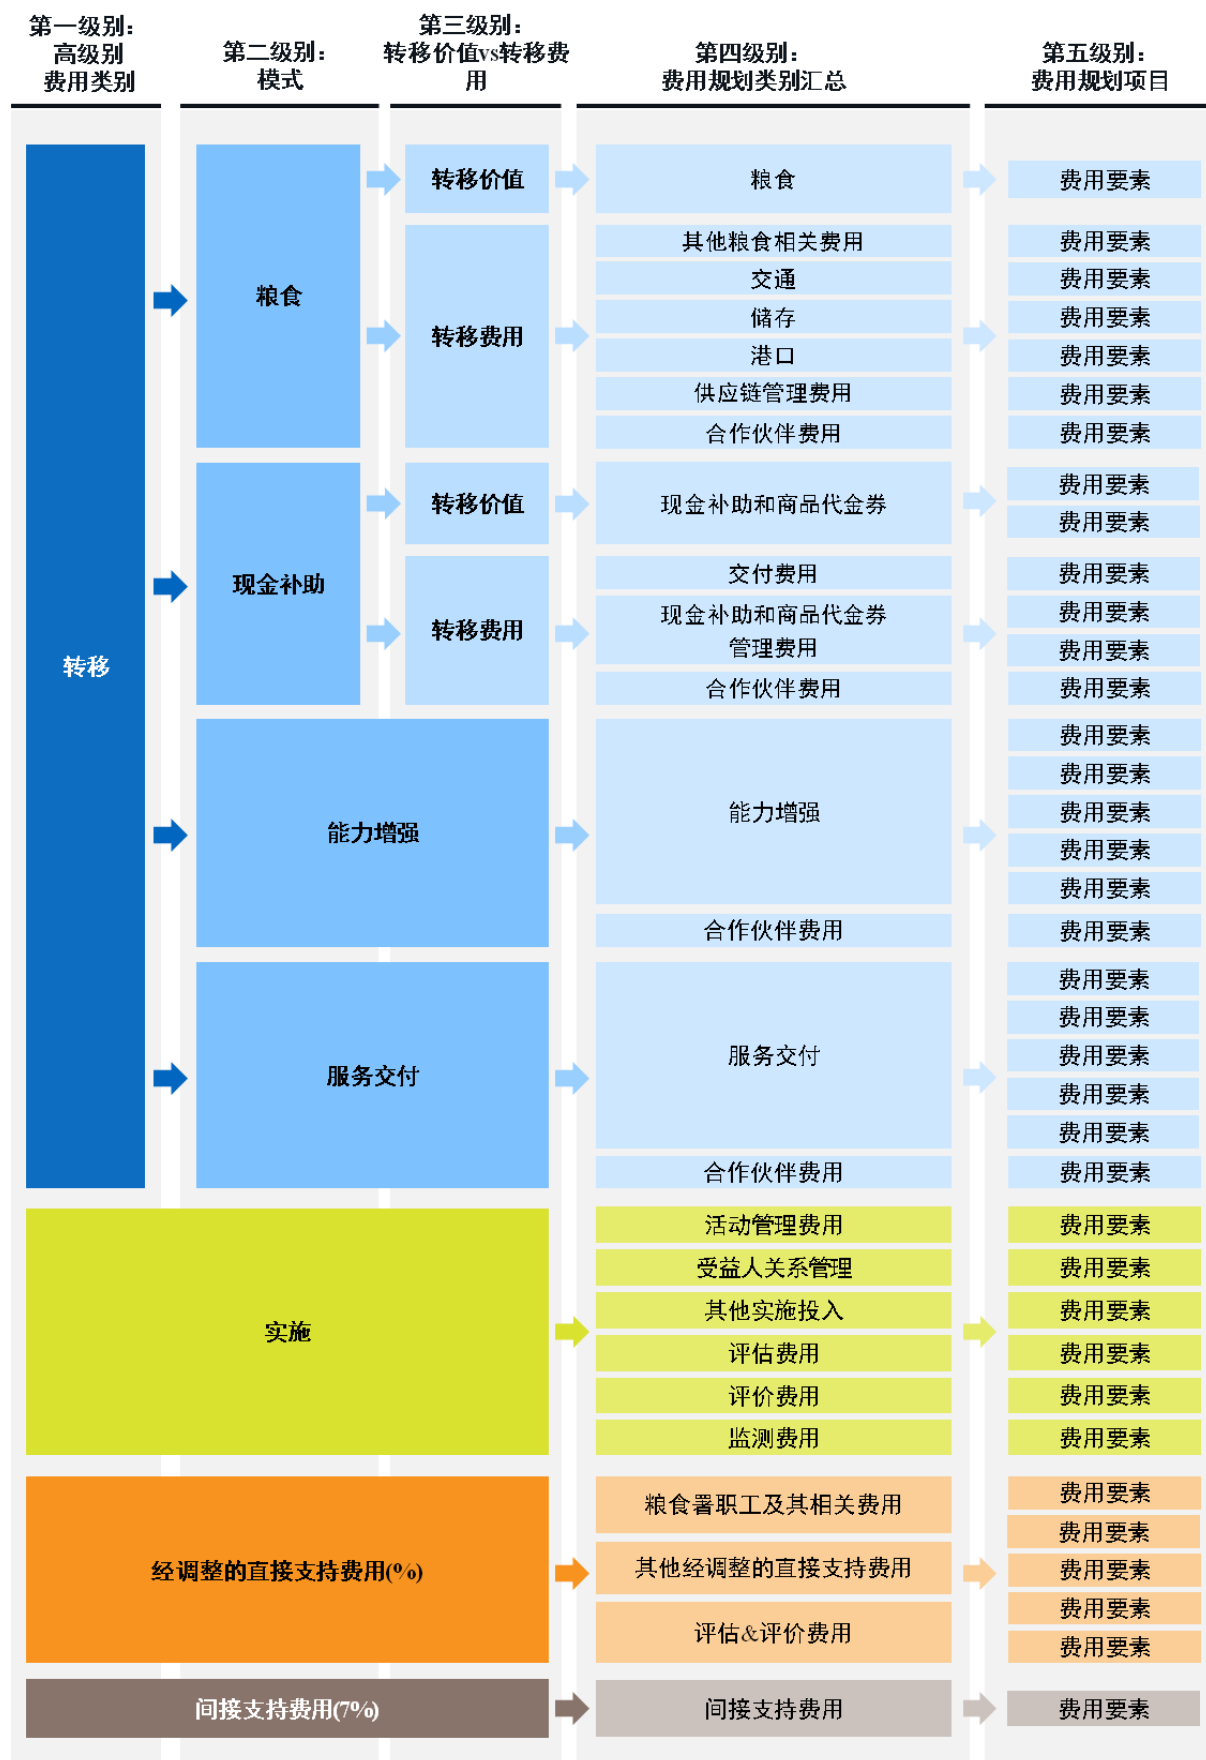 第一级别：
高级别
费用类别
第二级别：
模式
第三级别：
转移价值vs转移费
用
第四级别：
费用规划类别汇总
第五级别：
费用规划项目
转移
粮食
转移价值
粮食
费用要素
转移费用
其他粮食相关费用
费用要素
交通
费用要素
储存
费用要素
港口
费用要素
供应链管理费用
费用要素
合作伙伴费用
费用要素
现金补助
转移价值
现金补助和商品代金券
费用要素
费用要素
转移费用
交付费用
费用要素
现金补助和商品代金券
管理费用
费用要素
费用要素
合作伙伴费用
费用要素
能力增强
能力增强
费用要素
费用要素
费用要素
费用要素
费用要素
合作伙伴费用
费用要素
服务交付
服务交付
费用要素
费用要素
费用要素
费用要素
费用要素
合作伙伴费用
费用要素
实施
活动管理费用
费用要素
受益人关系管理
费用要素
其他实施投入
费用要素
评估费用
费用要素
评价费用
费用要素
监测费用
费用要素
经调整的直接支持费用(%)
粮食署职工及其相关费用
其他经调整的直接支持费用
评估&评价费用
费用要素
费用要素
费用要素
费用要素
费用要素
间接支持费用(7%)
间接支持费用
费用要素